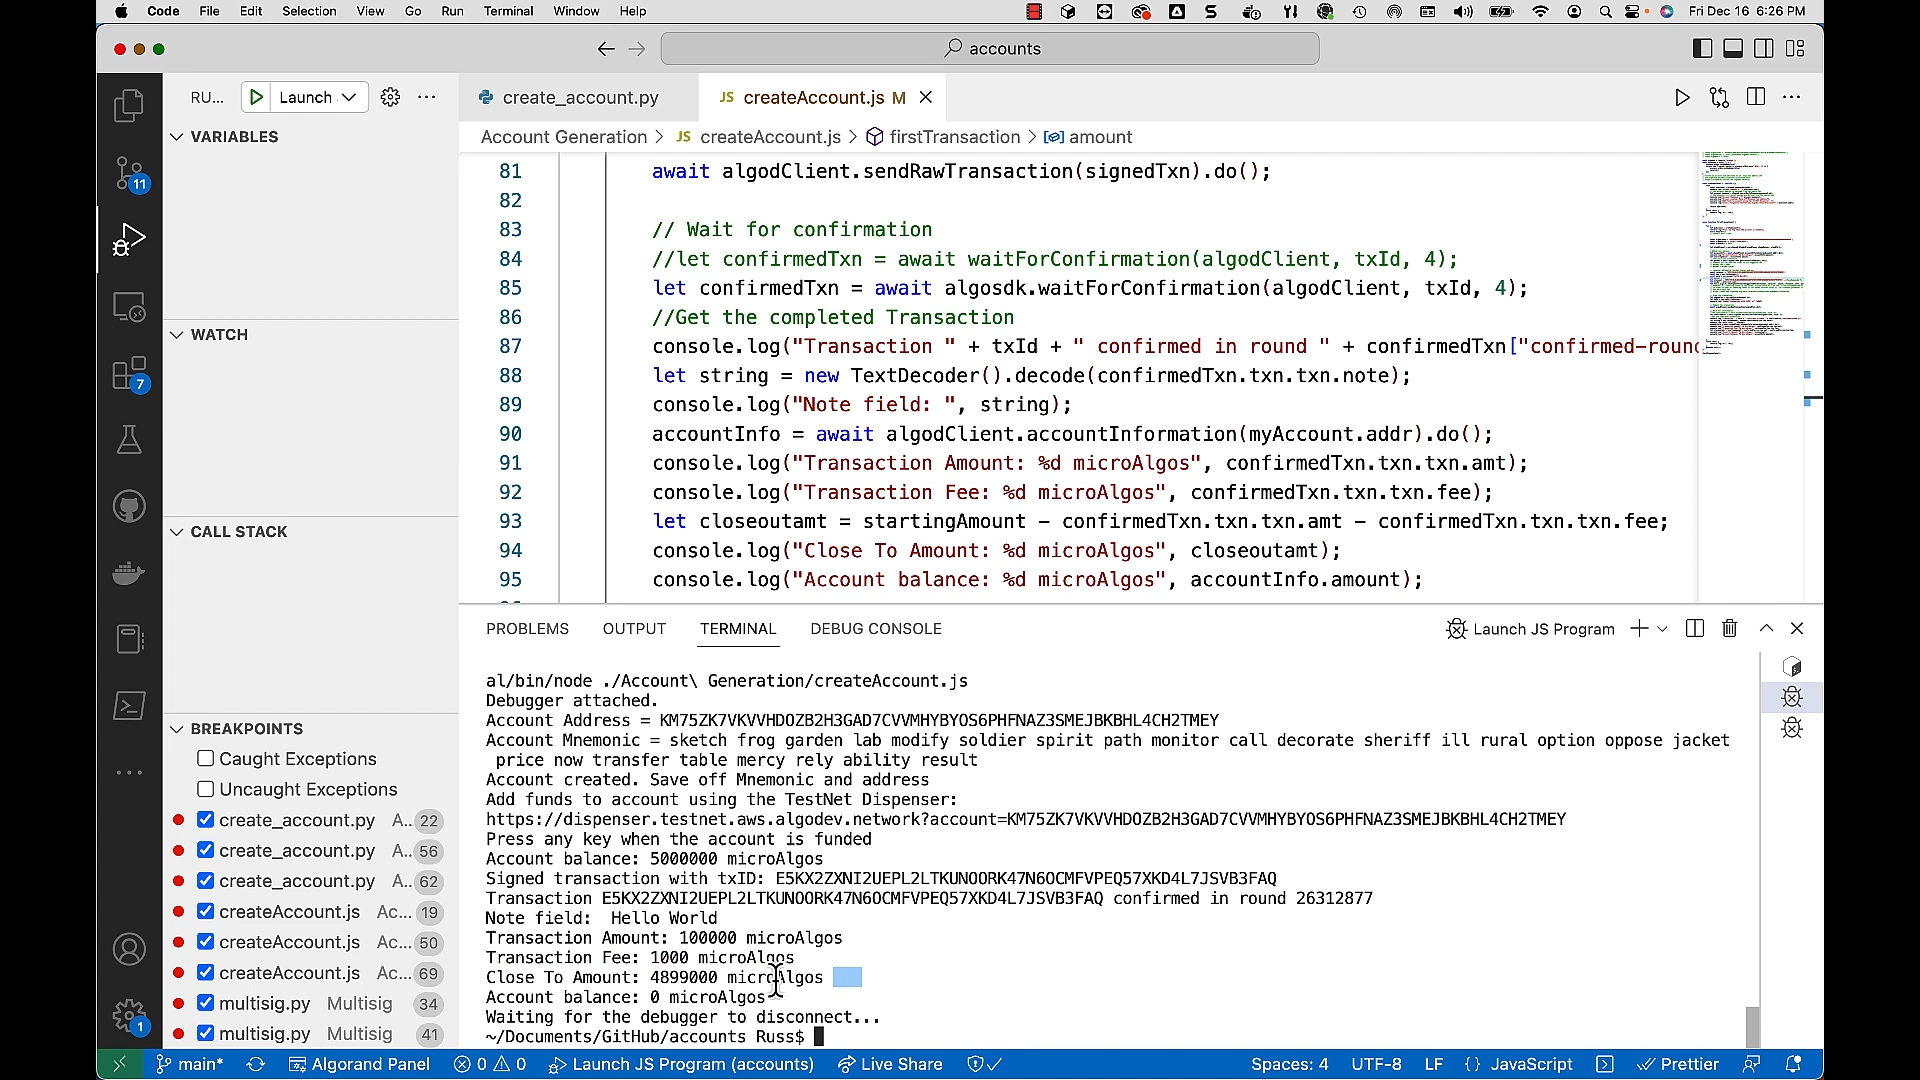 Code File Edit Selection View Go Run Terminal Window Help Fri Dec 16 6:26 PM
accounts
RU... Launch
create_account.py JS createAccount.js M
VARIABLES
Account Generation > JS createAccount.js > firstTransaction > amount
81 await algodClient.sendRawTransaction(signedTxn).do();
82
83 // Wait for confirmation
84 //let confirmedTxn = await waitForConfirmation(algodClient, txId, 4);
85 let confirmedTxn = await algosdk.waitForConfirmation(algodClient, txId, 4);
86 //Get the completed Transaction
87 console.log("Transaction " + txId + " confirmed in round " + confirmedTxn["confirmed-round
88 let string = new TextDecoder().decode(confirmedTxn.txn.txn.note);
89 console.log("Note field: ", string);
90 accountInfo = await algodClient.accountInformation(myAccount.addr).do();
91 console.log("Transaction Amount: %d microAlgos", confirmedTxn.txn.txn.amt);
92 console.log("Transaction Fee: %d microAlgos", confirmedTxn.txn.txn.fee);
93 let closeoutamt = startingAmount - confirmedTxn.txn.txn.amt - confirmedTxn.txn.txn.fee;
94 console.log("Close To Amount: %d microAlgos", closeoutamt);
95 console.log("Account balance: %d microAlgos", accountInfo.amount);
11
7
1
WATCH
CALL STACK
BREAKPOINTS
Caught Exceptions
Uncaught Exceptions
create_account.py A... 22
create_account.py A... 56
create_account.py A... 62
createAccount.js Ac... 19
createAccount.js Ac... 50
createAccount.js Ac... 69
multisig.py Multisig 34
multisig.py Multisig 41
PROBLEMS OUTPUT TERMINAL DEBUG CONSOLE Launch JS Program
al/bin/node ./Account\ Generation/createAccount.js
Debugger attached.
Account Address = KM75ZK7VKVVHDOZB2H3GAD7CVVMHYBYOS6PHFNAZ3SMEJBKBHL4CH2TMEY
Account Mnemonic = sketch frog garden lab modify soldier spirit path monitor call decorate sheriff ill rural option oppose jacket
price now transfer table mercy rely ability result
Account created. Save off Mnemonic and address
Add funds to account using the TestNet Dispenser:
https://dispenser.testnet.aws.algodev.network?account=KM75ZK7VKVVHDOZB2H3GAD7CVVMHYBYOS6PHFNAZ3SMEJBKBHL4CH2TMEY
Press any key when the account is funded
Account balance: 5000000 microAlgos
Signed transaction with txID: E5KX2ZXNI2UEPL2LTKUNOORK47N6OCMFVPEQ57XKD4L7JSVB3FAQ
Transaction E5KX2ZXNI2UEPL2LTKUNOORK47N6OCMFVPEQ57XKD4L7JSVB3FAQ confirmed in round 26312877
Note field:  Hello World
Transaction Amount: 100000 microAlgos
Transaction Fee: 1000 microAlgos
Close To Amount: 4899000 microAlgos
Account balance: 0 microAlgos
Waiting for the debugger to disconnect...
~/Documents/GitHub/accounts Russ$
main* Algorand Panel 0 0 Launch JS Program (accounts) Live Share Spaces: 4 UTF-8 LF {} JavaScript Prettier